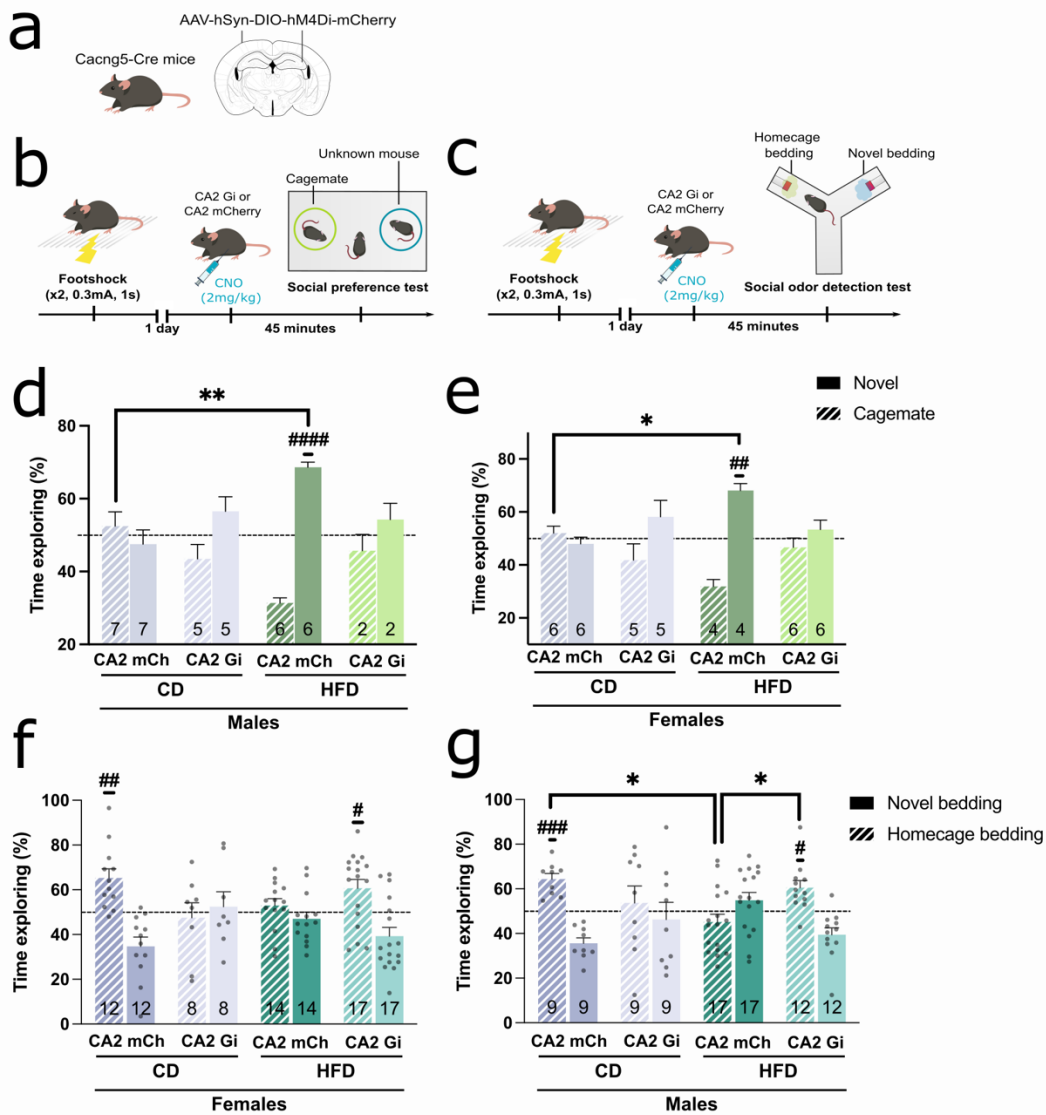 a
AAV-hSyn-DIO-hM4Di-mCherry
Cacng5-Cre mice
b
Unknown mouse
Cagemate
CA2 Gi or
CA2 mCherry
Footshock
(x2, 0.3mA, 1s)
CNO
(2mg/kg)
Social preference test
1 day
45 minutes
c
Homecage
bedding
Novel bedding
CA2 Gi or
CA2 mCherry
Footshock
(x2, 0.3mA, 1s)
CNO
(2mg/kg)
Social odor detection test
1 day
45 minutes
d
**
####
Time exploring (%)
80
60
40
20
7 7 5 5 6 6 2 2
CA2 mCh CA2 Gi CA2 mCh CA2 Gi
CD HFD
Males
e
Novel
Cagemate
*
##
Time exploring (%)
80
60
40
6 6 5 5 4 4 6 6
CA2 mCh CA2 Gi CA2 mCh CA2 Gi
CD HFD
Females
f
##
#
Time exploring (%)
100
80
60
40
20
0
12 12 8 8 14 14 17 17
CA2 mCh CA2 Gi CA2 mCh CA2 Gi
CD HFD
Females
g
Novel bedding
Homecage bedding
* *
###
#
Time exploring (%)
100
80
60
40
20
0
9 9 9 9 17 17 12 12
CA2 mCh CA2 Gi CA2 mCh CA2 Gi
CD HFD
Males